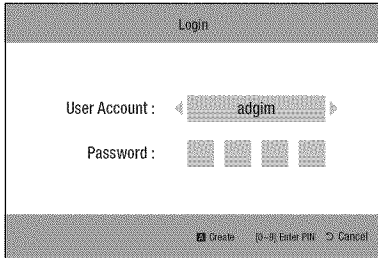 Login
User Account : adgim
Password :
A Create [0~9] Enter PIN Cancel